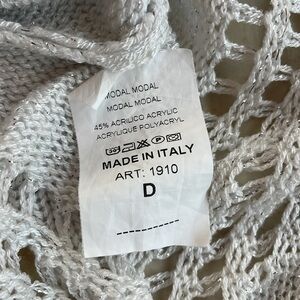 MODAL MODAL
MODAL MODAL
45% ACRILICO ACRYLIC
ACRYLIQUE POLYACRYL
MADE IN ITALY
ART: 1910
D